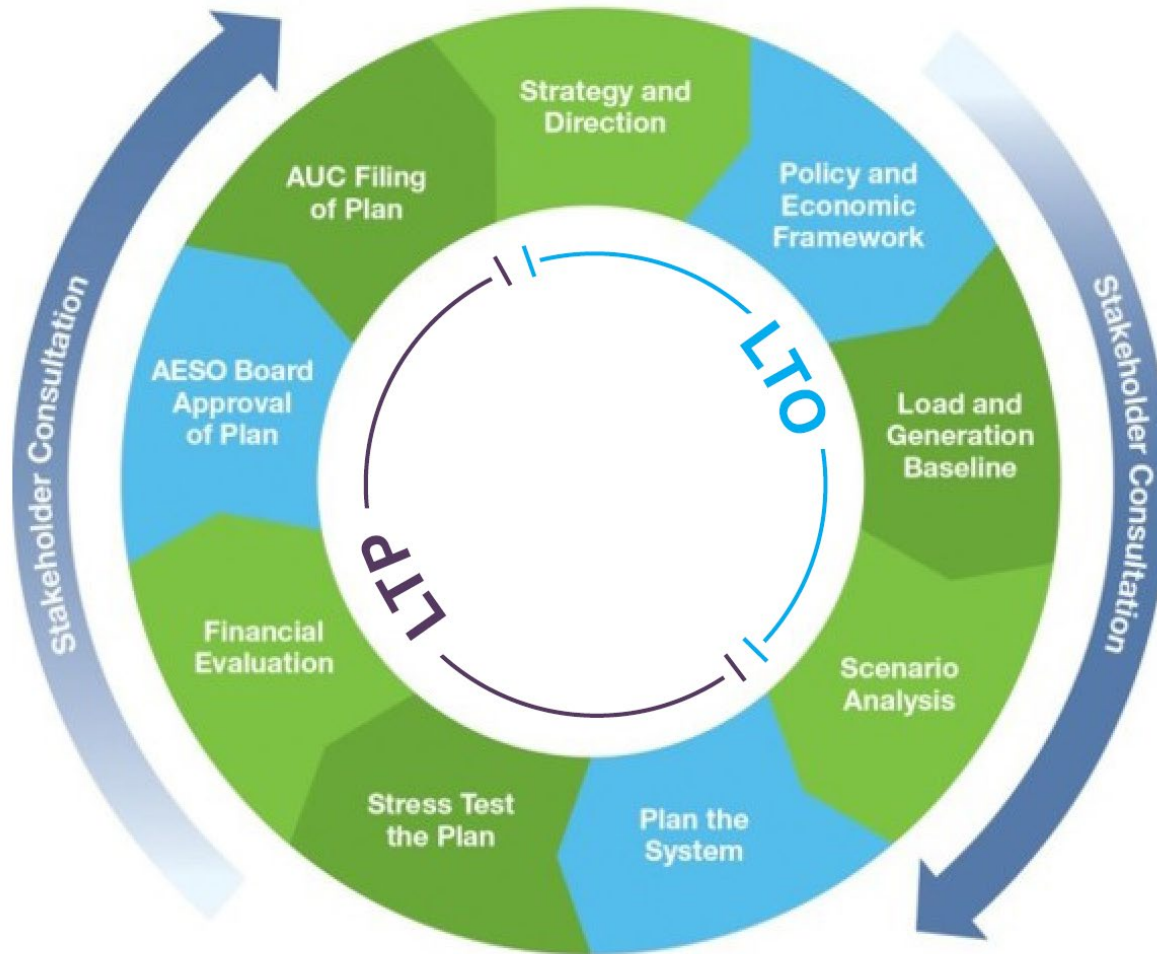 Strategy and
Direction
Policy and
Economic
Framework
Load and
Generation
Baseline
Scenario
Analysis
Plan the
System
Stress Test
the Plan
Financial
Evaluation
AESO Board
Approval
of Plan
AUC Filing
of Plan
LTO
LTP
Stakeholder Consultation
Stakeholder Consultation